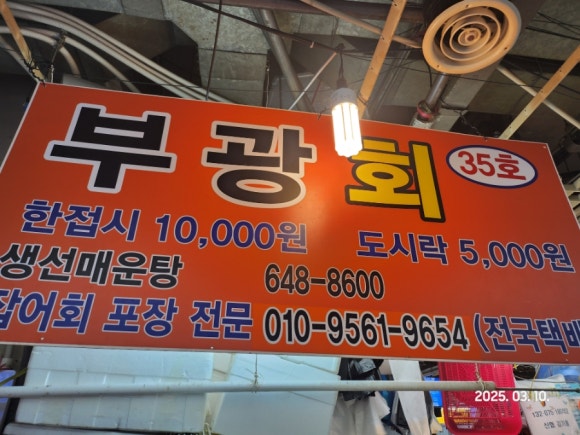 부광회 35호
한접시 10,000원 도시락 5,000원
생선매운탕 648-8600
잡어회 포장 전문 010-9561-9654 (전국택배
2025. 03. 10.